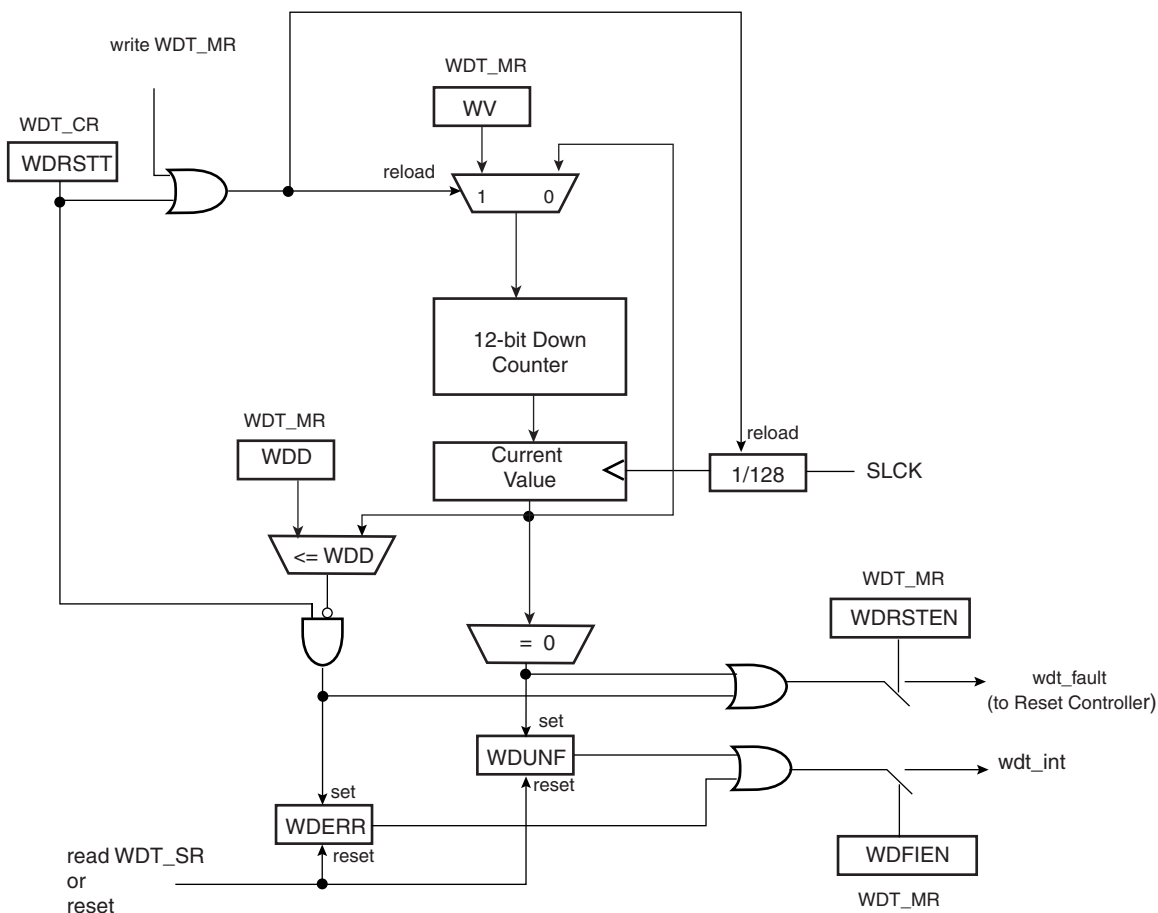 write WDT_MR
WDT_MR
WV
WDT_CR
WDRSTT
reload
1 0
12-bit Down
Counter
WDT_MR
WDD
reload
Current
Value
1/128
SLCK
<= WDD
WDT_MR
WDRSTEN
= 0
wdt_fault
(to Reset Controller)
set
WDUNF
reset
wdt_int
set
WDERR
reset
read WDT_SR
or
reset
WDFIEN
WDT_MR